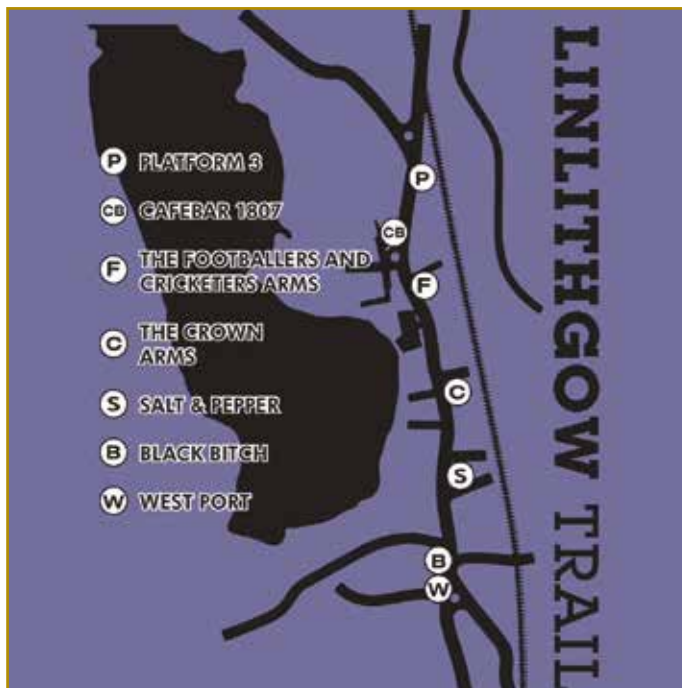 P PLATFORM 3
CB CAFEBAR 1807
F THE FOOTBALLERS AND
CRICKETERS ARMS
C THE CROWN
ARMS
S SALT & PEPPER
B BLACK BITCH
W WEST PORT
P
CB
F
C
S
B
W
LINLITHGOW TRAIL